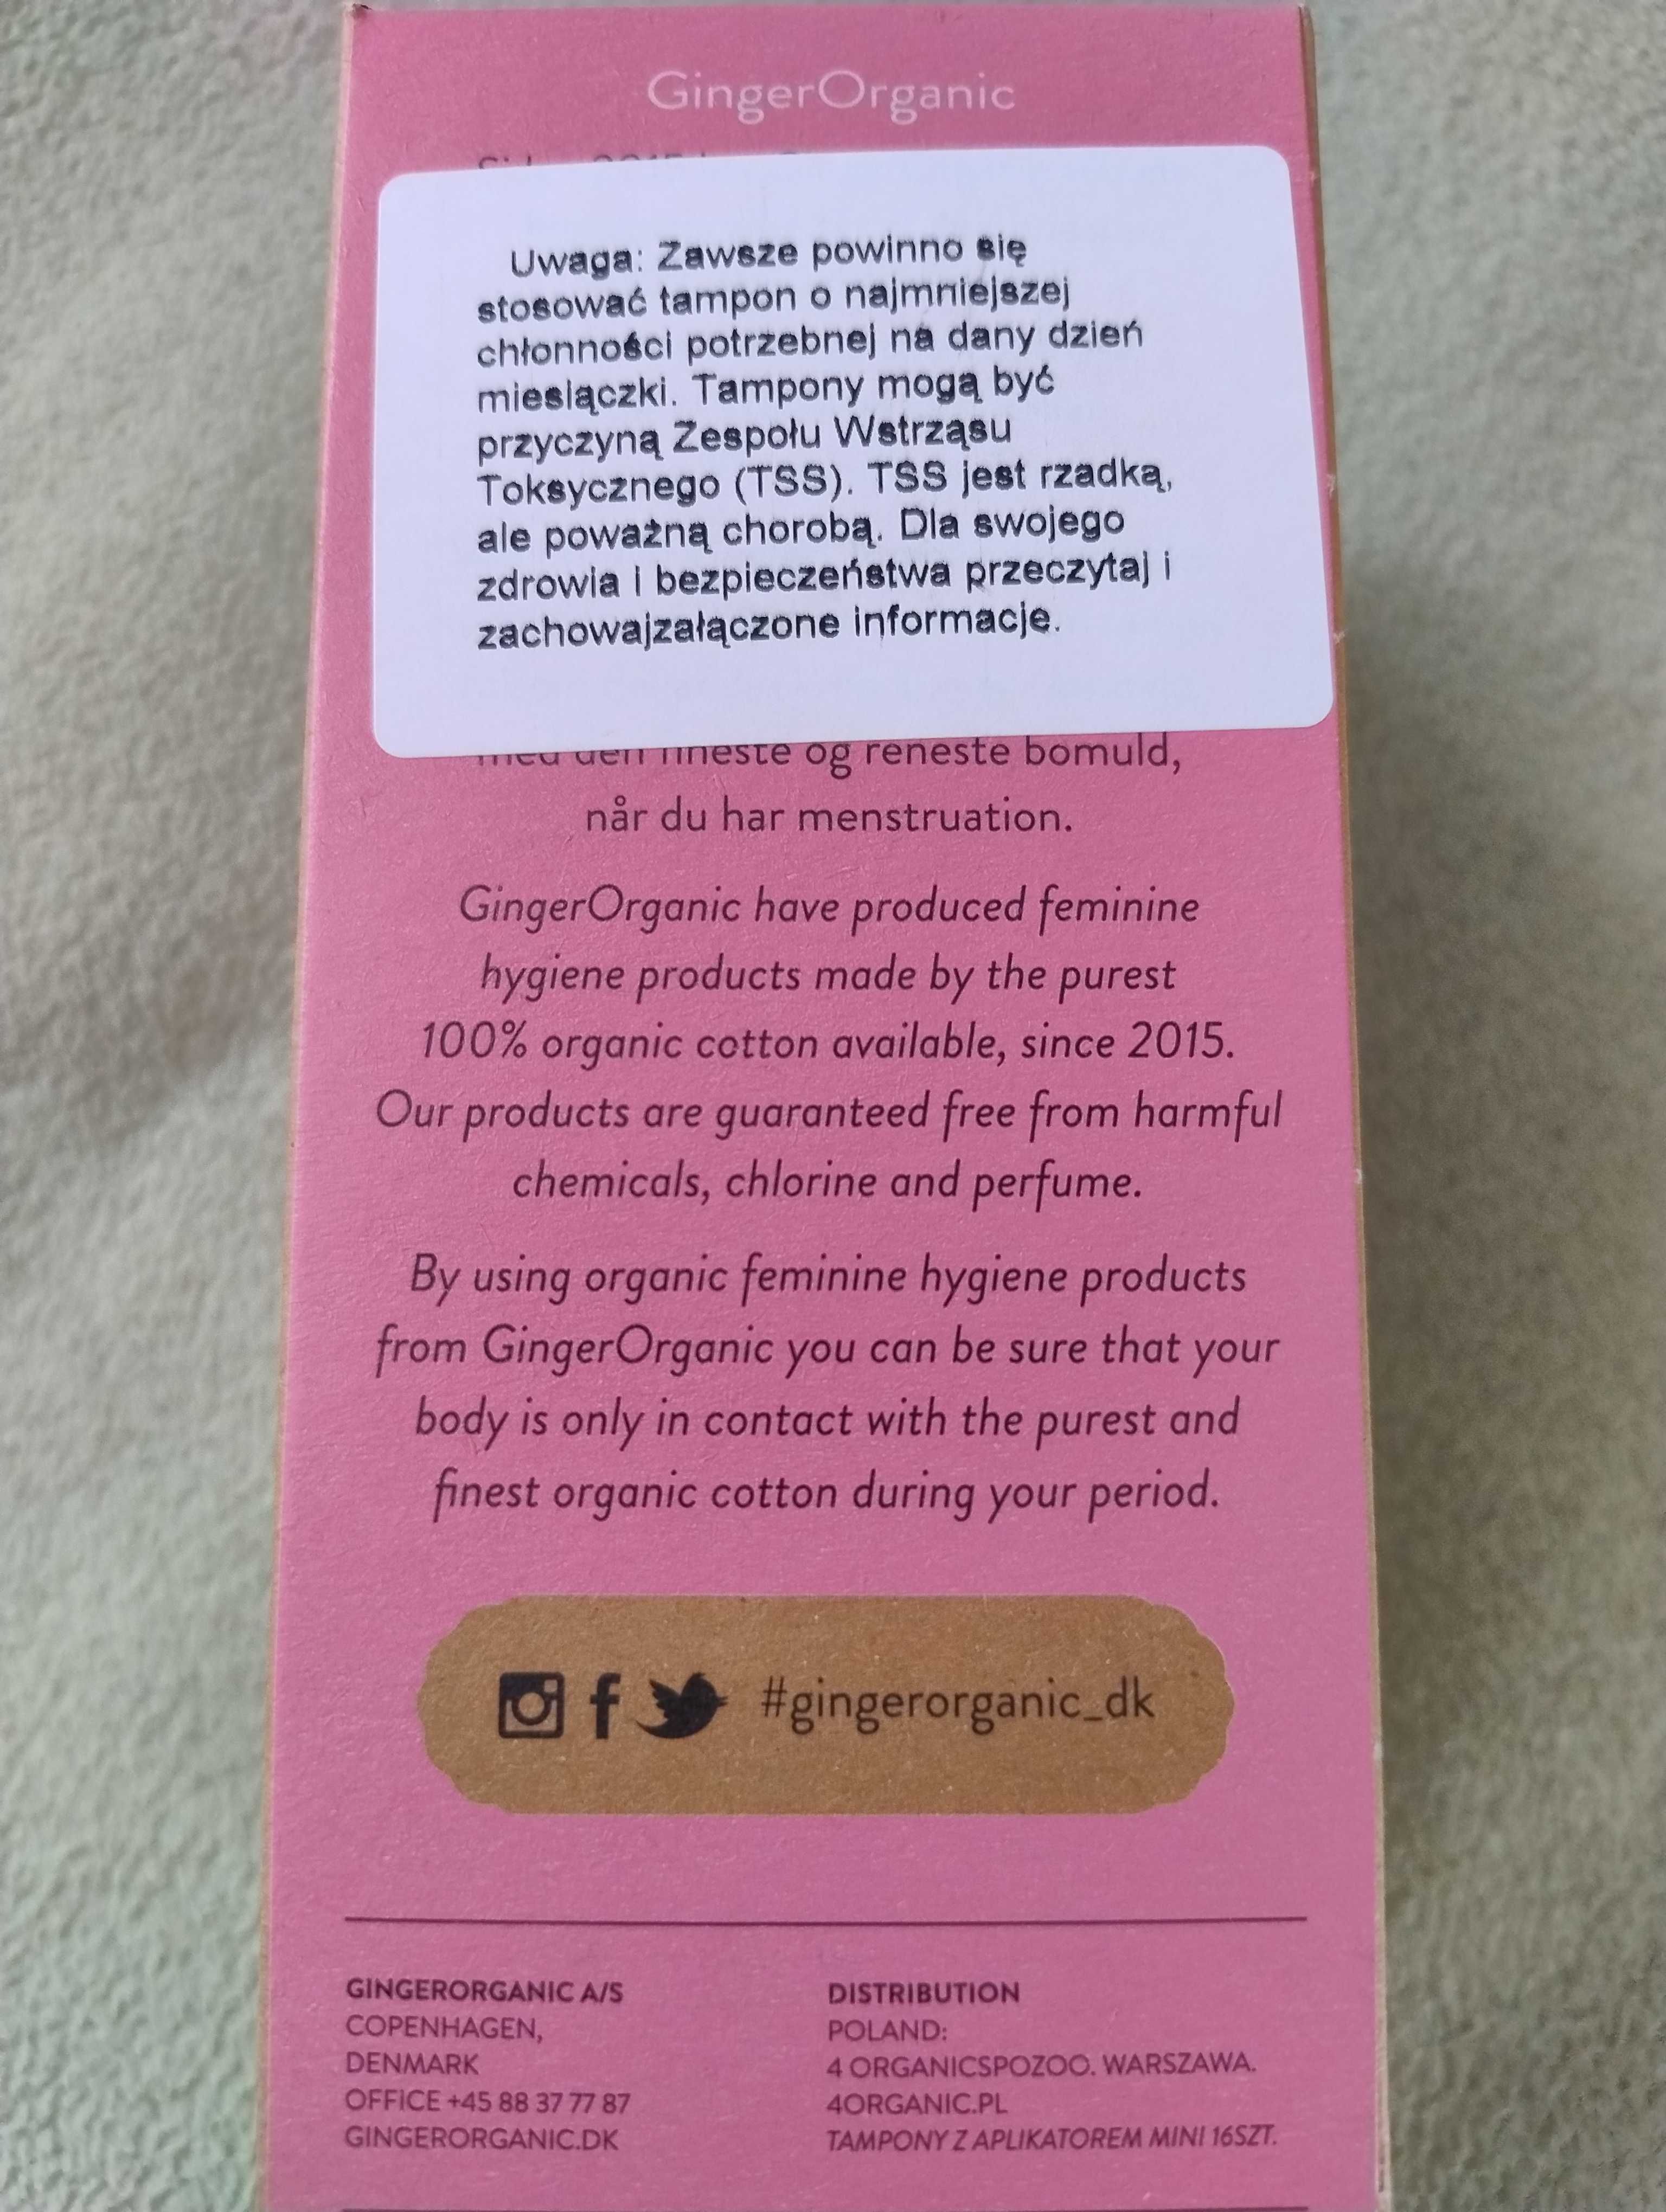 GingerOrganic
Uwaga: Zawsze powinno się
stosować tampon o najmniejszej
chłonności potrzebnej na dany dzień
miesiączki. Tampony mogą być
przyczyną Zespołu Wstrząsu
Toksycznego (TSS). TSS jest rzadką,
ale poważną chorobą. Dla swojego
zdrowia i bezpieczeństwa przeczytaj i
zachowajzałączone informacje.
med den fineste og reneste bomuld,
når du har menstruation.
GingerOrganic have produced feminine
hygiene products made by the purest
100% organic cotton available, since 2015.
Our products are guaranteed free from harmful
chemicals, chlorine and perfume.
By using organic feminine hygiene products
from GingerOrganic you can be sure that your
body is only in contact with the purest and
finest organic cotton during your period.
#gingerorganic_dk
GINGERORGANIC A/S
COPENHAGEN,
DENMARK
OFFICE +45 88 37 77 87
GINGERORGANIC.DK
DISTRIBUTION
POLAND:
4 ORGANICSPOZOO. WARSZAWA.
4ORGANIC.PL
TAMPONY Z APLIKATOREM MINI 16SZT.